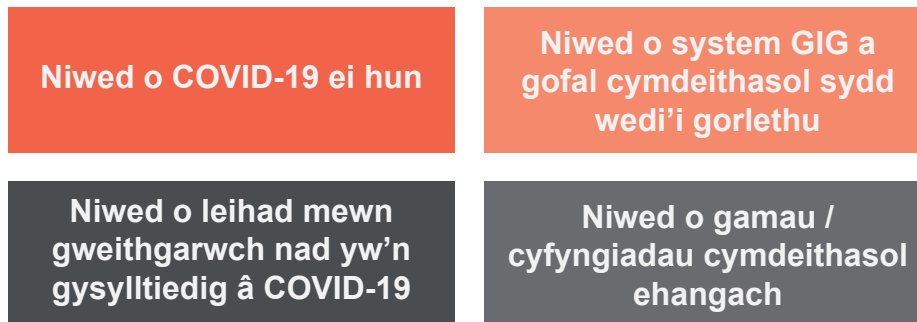 Niwed o COVID-19 ei hun
Niwed o system GIG a
gofal cymdeithasol sydd
wedi’i gorlethu
Niwed o leihad mewn
gweithgarwch nad yw’n
gysylltiedig â COVID-19
Niwed o gamau /
cyfyngiadau cymdeithasol
ehangach